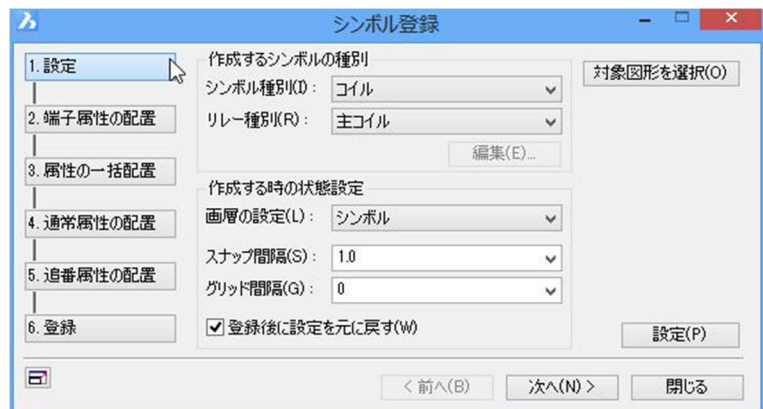 シンボル登録
1. 設定
2. 端子属性の配置
3. 属性の一括配置
4. 通常属性の配置
5. 追番属性の配置
6. 登録
作成するシンボルの種別
シンボル種別(I): コイル
リレー種別(R): 主コイル
編集(E)...
作成する時の状態設定
画層の設定(L): シンボル
スナップ間隔(S): 1.0
グリッド間隔(G): 0
登録後に設定を元に戻す(W)
対象図形を選択(O)
設定(P)
< 前へ(B)
次へ(N) >
閉じる